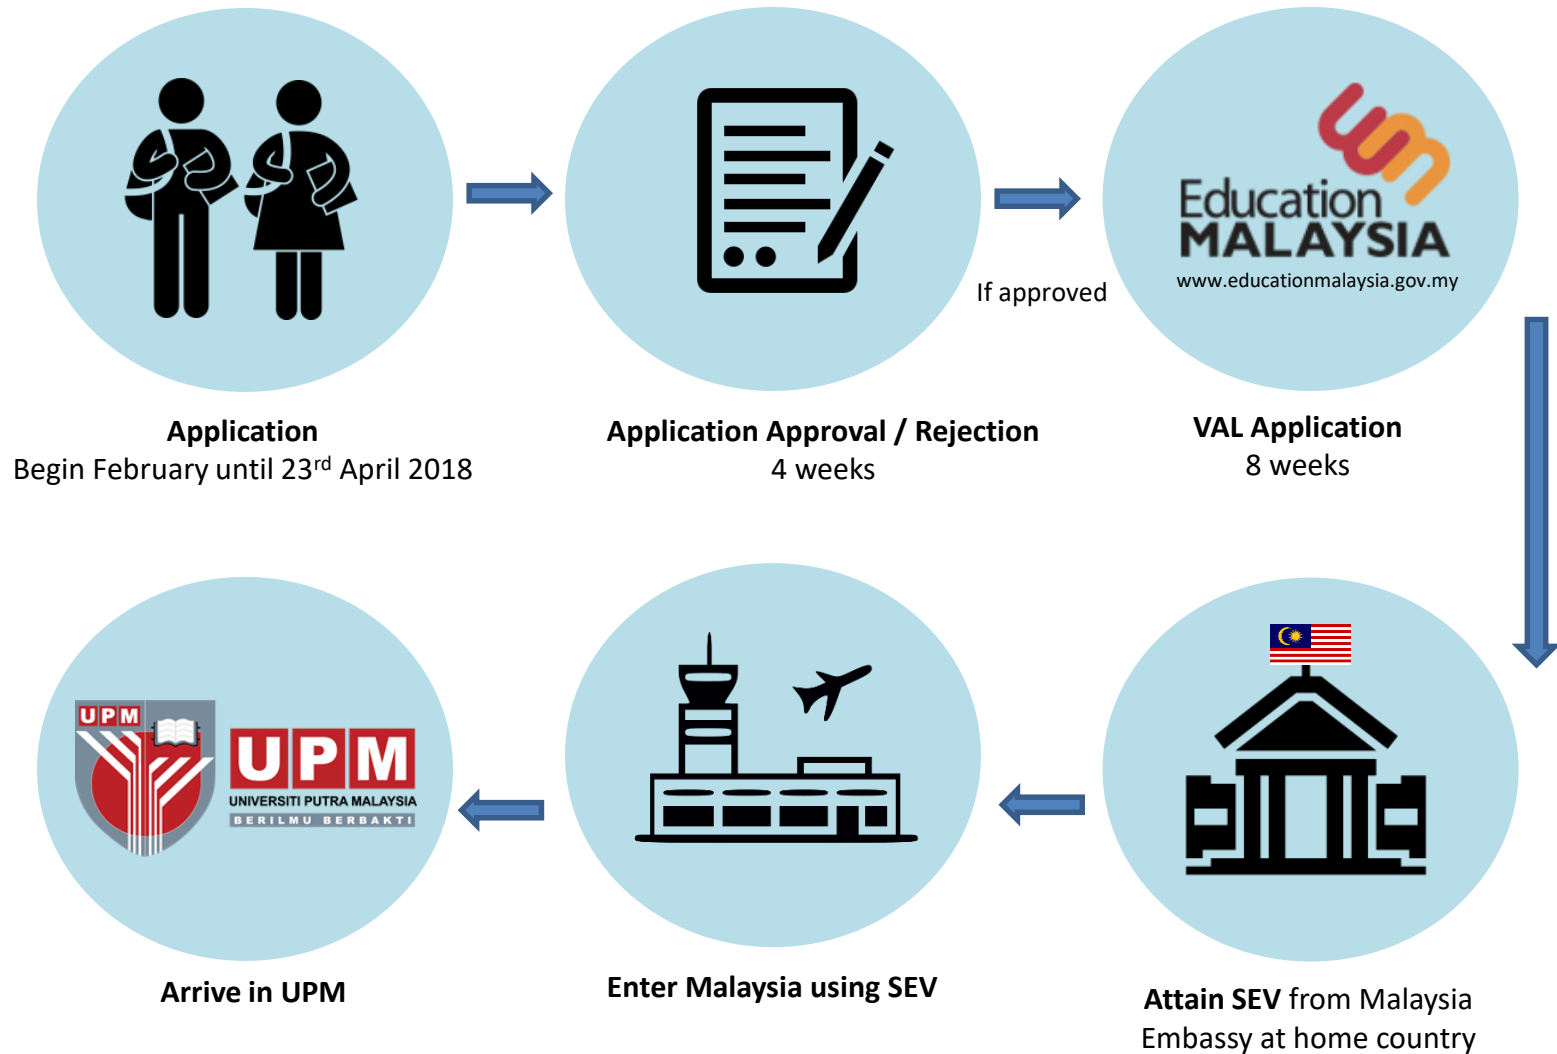 Education
MALAYSIA
www.educationmalaysia.gov.my
If approved
Application
Begin February until 23rd April 2018
Application Approval / Rejection
4 weeks
VAL Application
8 weeks
UPM
UPM
UNIVERSITI PUTRA MALAYSIA
BERILMU BERBAKTI
Arrive in UPM
Enter Malaysia using SEV
Attain SEV from Malaysia
Embassy at home country